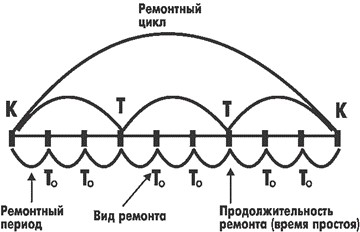 Ремонтный
цикл
К Т Т К
То То То То То То
Ремонтный
период
Вид ремонта
Продолжительность
ремонта (время простоя)